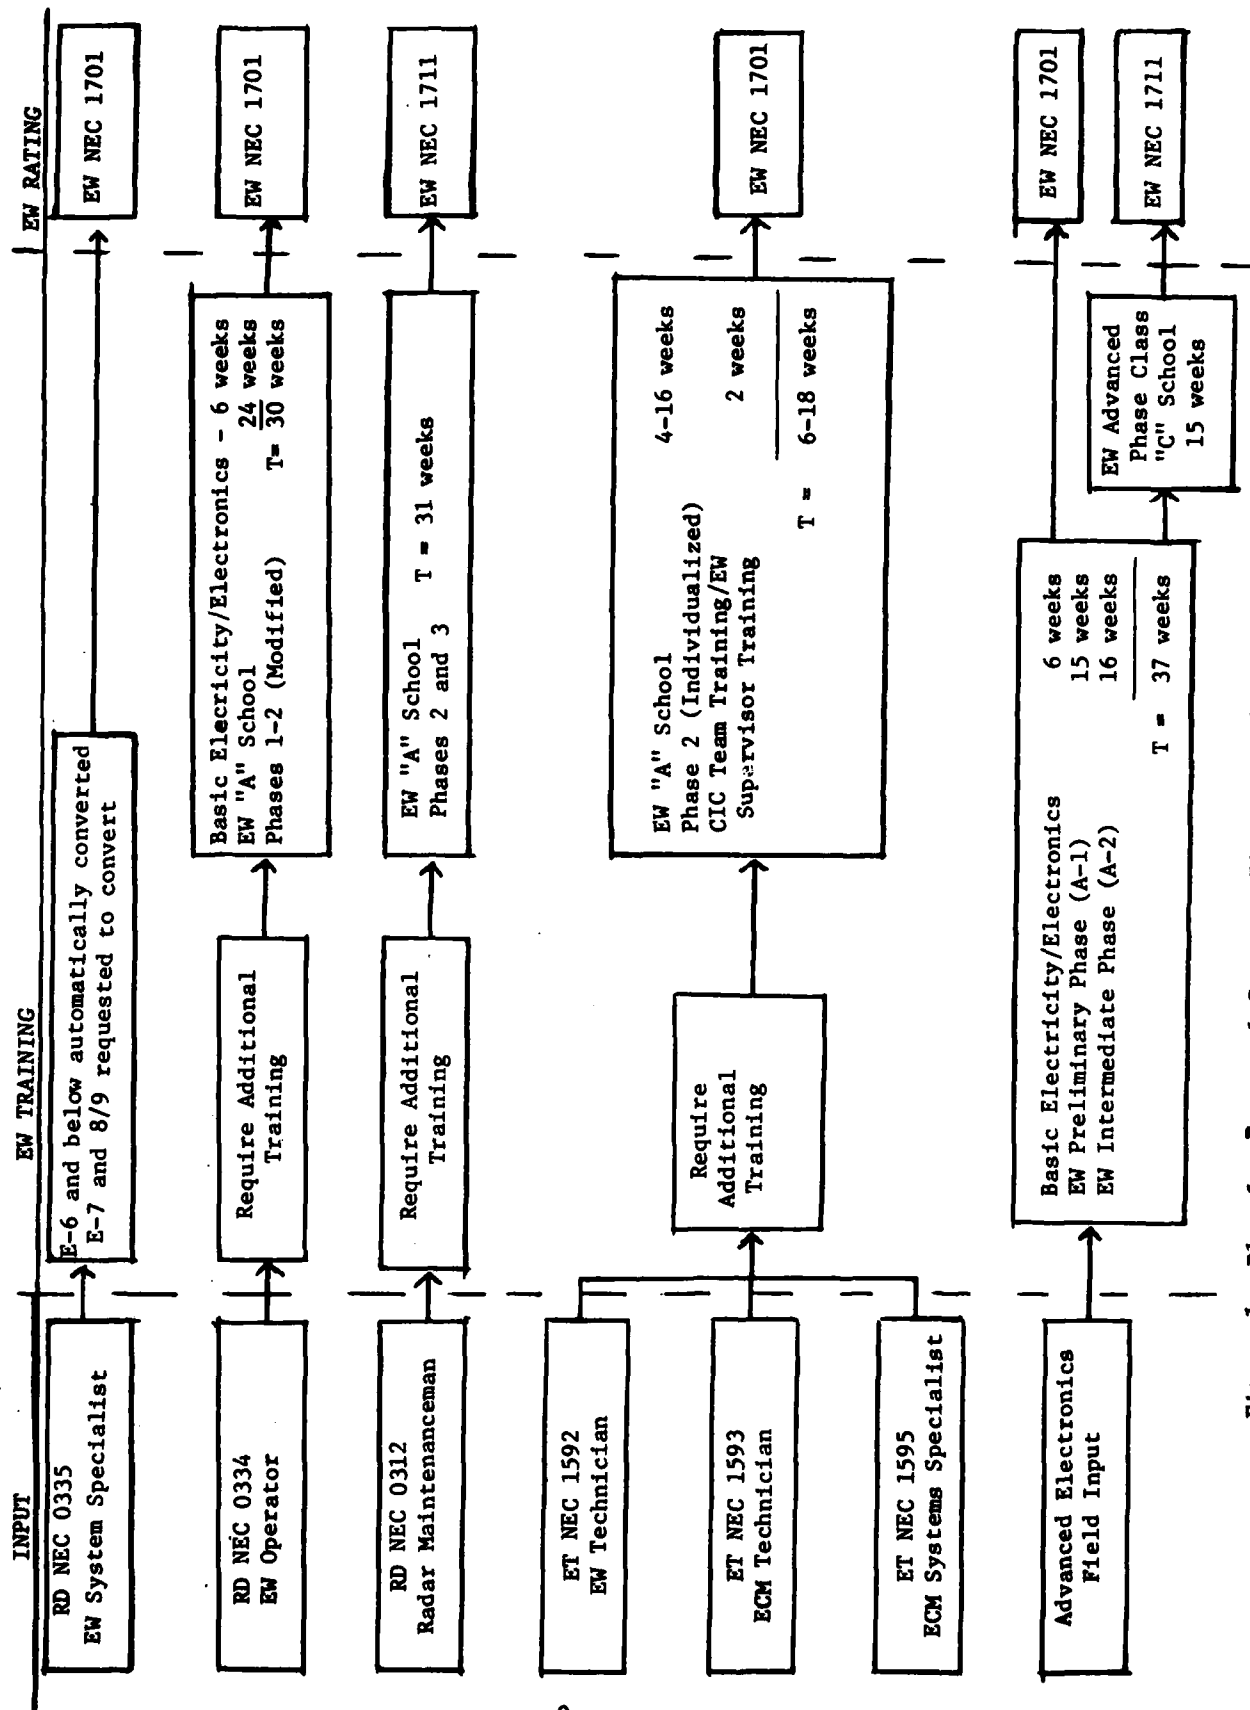 INPUT
EW TRAINING
EW RATING
RD NEC 0335
EW System Specialist
E-6 and below automatically converted
E-7 and 8/9 requested to convert
EW NEC 1701
RD NEC 0334
EW Operator
Require Additional
Training
Basic Elecricity/Electronics - 6 weeks
EW "A" School 24 weeks
Phases 1-2 (Modified) T= 30 weeks
EW NEC 1701
RD NEC 0312
Radar Maintenanceman
Require Additional
Training
EW "A" School T = 31 weeks
Phases 2 and 3
EW NEC 1711
ET NEC 1592
EW Technician
ET NEC 1593
ECM Technician
ET NEC 1595
ECM Systems Specialist
Require
Additional
Training
EW "A" School 4-16 weeks
Phase 2 (Individualized)
CIC Team Training/EW 2 weeks
Supervisor Training
T = 6-18 weeks
EW NEC 1701
Advanced Electronics
Field Input
Basic Electricity/Electronics 6 weeks
EW Preliminary Phase (A-1) 15 weeks
EW Intermediate Phase (A-2) 16 weeks
T = 37 weeks
EW NEC 1701
EW Advanced
Phase Class
"C" School
15 weeks
EW NEC 1711